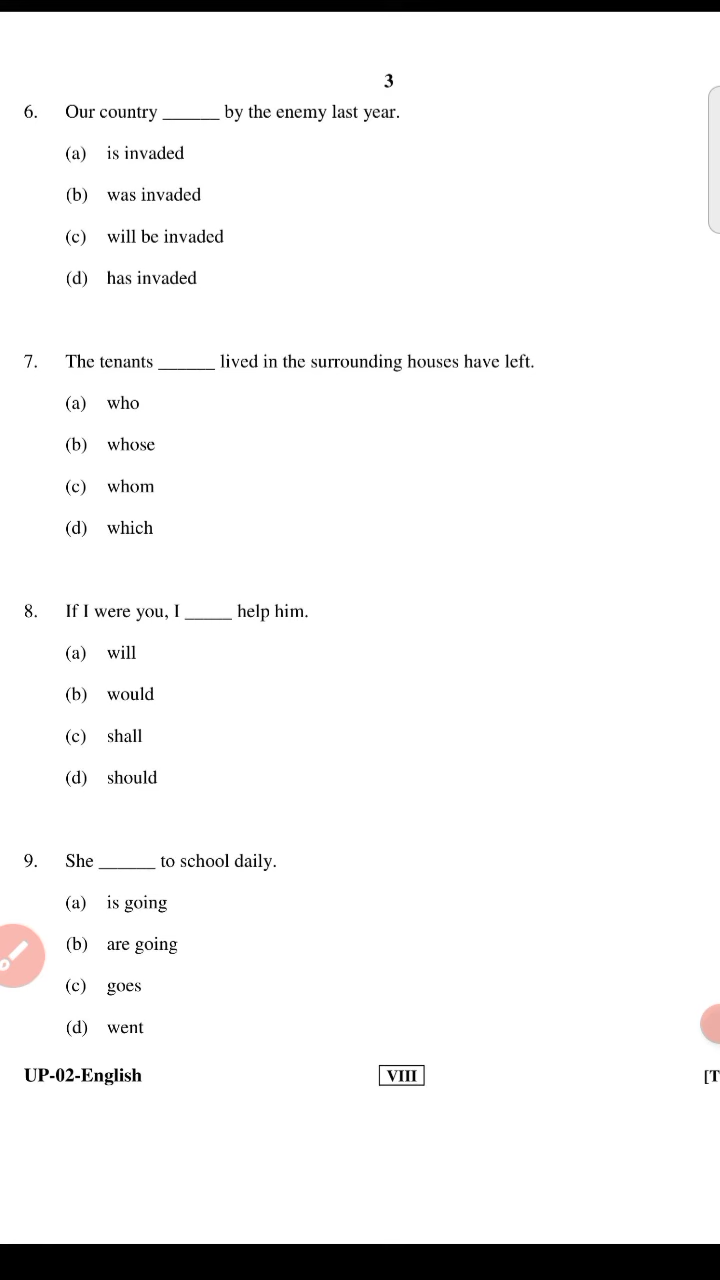 3
6. Our country ______ by the enemy last year.
(a) is invaded
(b) was invaded
(c) will be invaded
(d) has invaded
7. The tenants ______ lived in the surrounding houses have left.
(a) who
(b) whose
(c) whom
(d) which
8. If I were you, I _____ help him.
(a) will
(b) would
(c) shall
(d) should
9. She ______ to school daily.
(a) is going
(b) are going
(c) goes
(d) went
UP-02-English VIII [T